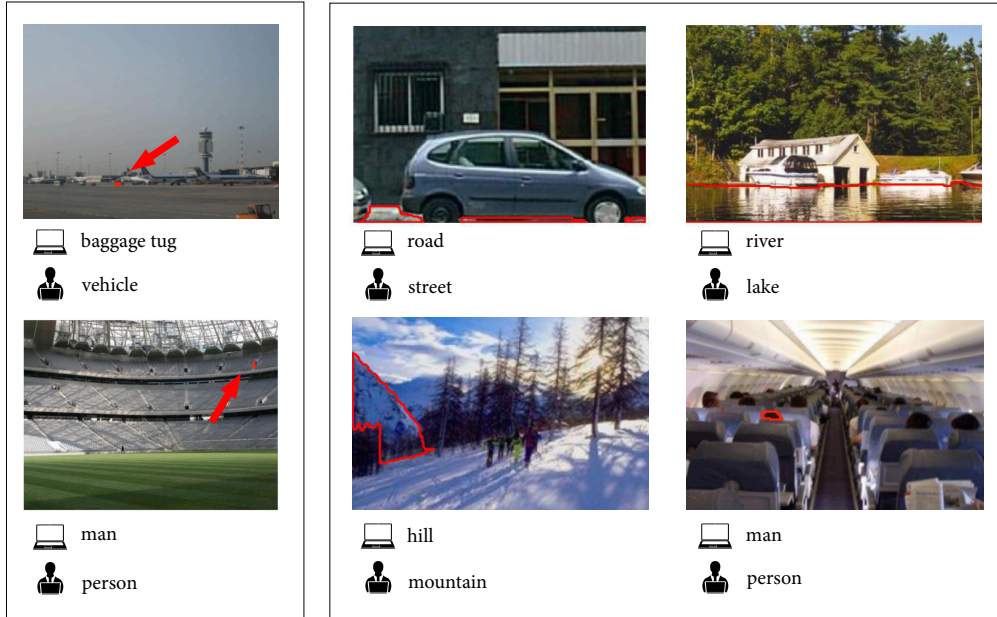 baggage tug
vehicle
man
person
road
street
river
lake
hill
mountain
man
person